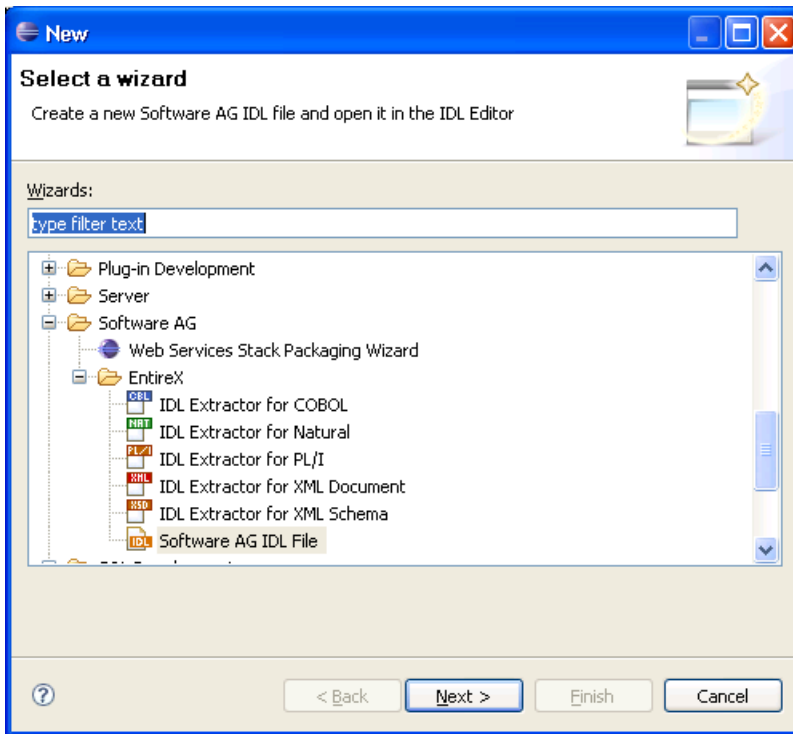 New
Select a wizard
Create a new Software AG IDL file and open it in the IDL Editor
Wizards:
type filter text
Plug-in Development
Server
Software AG
Web Services Stack Packaging Wizard
EntireX
CBL
IDL Extractor for COBOL
NAT
IDL Extractor for Natural
PL/I
IDL Extractor for PL/I
XML
IDL Extractor for XML Document
XSD
IDL Extractor for XML Schema
IDL Software AG IDL File
? < Back Next > Finish Cancel